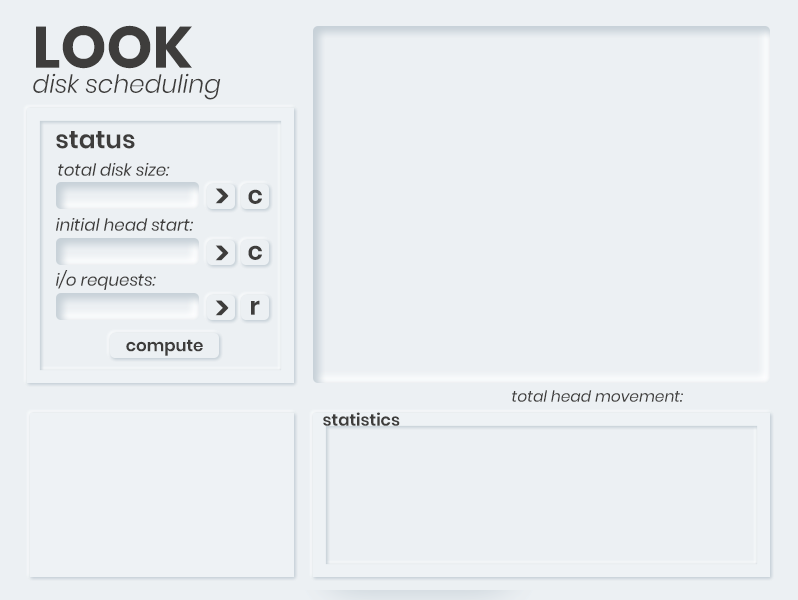 LOOK
disk scheduling
status
total disk size:
> c
initial head start:
> c
i/o requests:
> r
compute
total head movement:
statistics